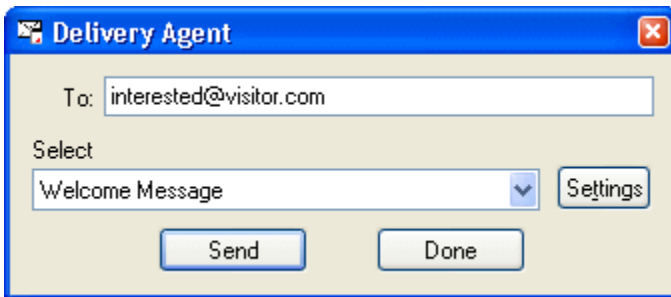 Delivery Agent
To: interested@visitor.com
Select
Welcome Message Settings
Send Done